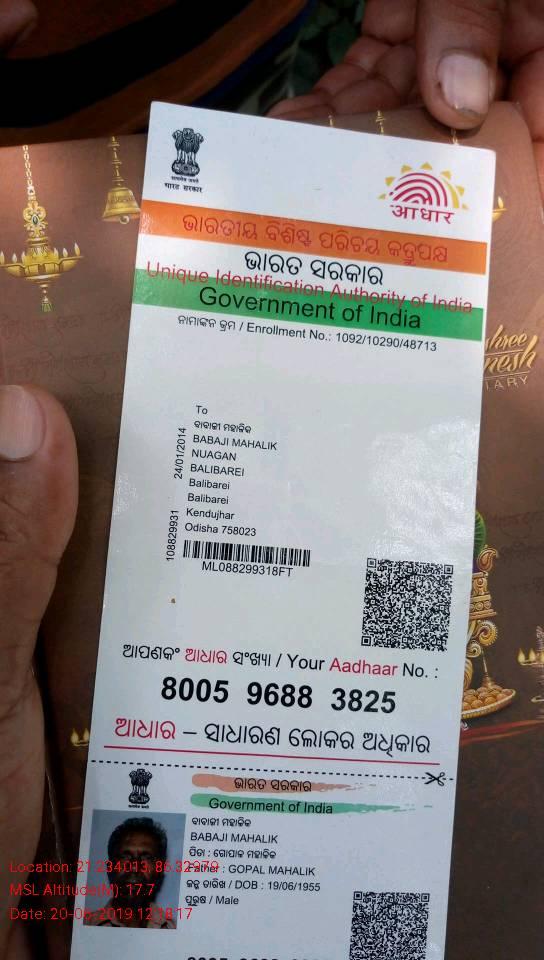 भारत सरकार
आधार
ଭାରତୀୟ ବିଶିଷ୍ଟ ପରିଚୟ କର୍ତ୍ତୃପକ୍ଷ
ଭାରତ ସରକାର
Unique Identification Authority of India
Government of India
ନାମାଙ୍କନ କ୍ରମ / Enrollment No.: 1092/10290/48713
hree
nesh
IARY
To
ବାବାଜୀ ମହାଳିକ
BABAJI MAHALIK
NUAGAN
BALIBAREI
Balibarei
Balibarei
Kendujhar
Odisha 758023
24/01/2014
108829931
ML088299318FT
ଆପଣଙ୍କ ଆଧାର ସଂଖ୍ୟା / Your Aadhaar No. :
8005 9688 3825
ଆଧାର – ସାଧାରଣ ଲୋକର ଅଧିକାର
ଭାରତ ସରକାର
Government of India
ବାବାଜୀ ମହାଳିକ
BABAJI MAHALIK
ପିତା : ଗୋପାଳ ମହାଳିକ
Father : GOPAL MAHALIK
ଜନ୍ମ ତାରିଖ / DOB : 19/06/1955
ପୁରୁଷ / Male
Location: 21.234013, 86.32979
MSL Altitude(M): 17.7
Date: 20-06-2019 12:18:17